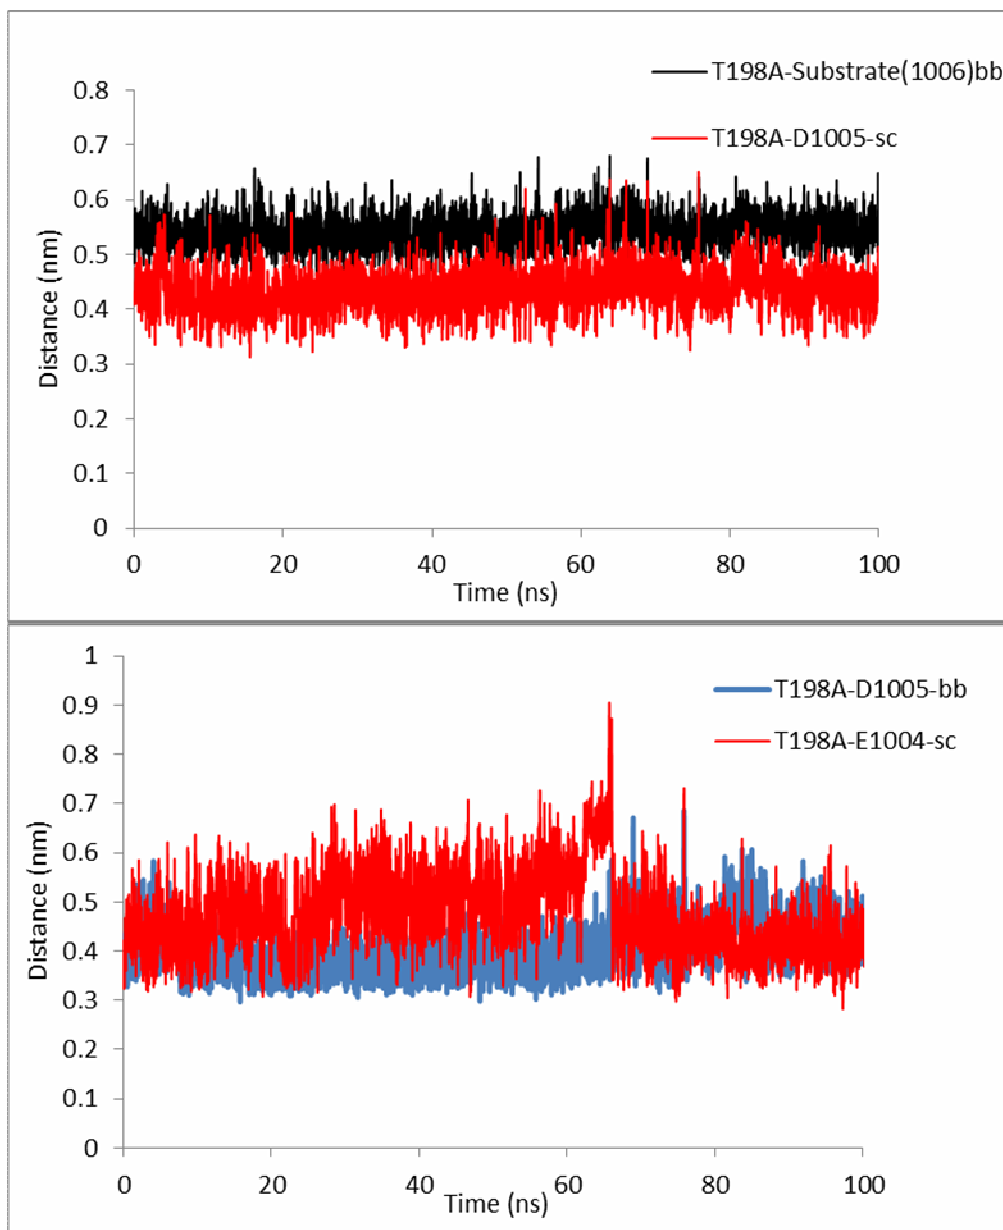 T198A-Substrate(1006)bb
T198A-D1005-sc
0.8
0.7
0.6
0.5
0.4
0.3
0.2
0.1
0
Distance (nm)
0 20 40 60 80 100
Time (ns)
T198A-D1005-bb
T198A-E1004-sc
1
0.9
0.8
0.7
0.6
0.5
0.4
0.3
0.2
0.1
0
Distance (nm)
0 20 40 60 80 100
Time (ns)